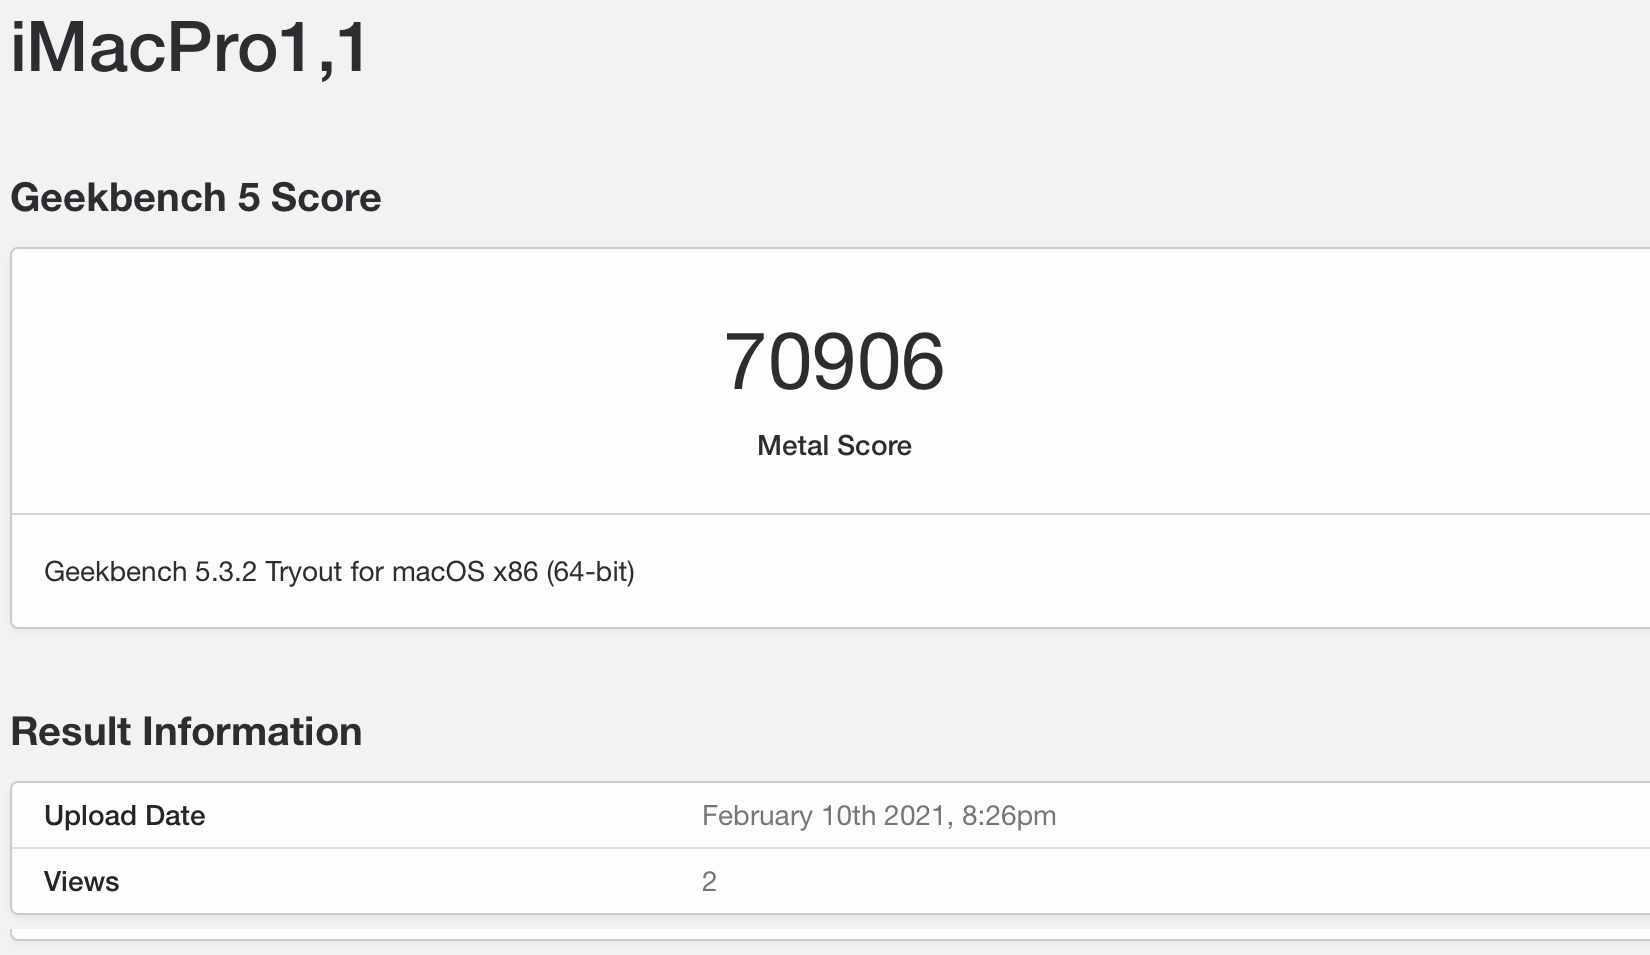 iMacPro1,1
Geekbench 5 Score
70906
Metal Score
Geekbench 5.3.2 Tryout for macOS x86 (64-bit)
Result Information
Upload Date February 10th 2021, 8:26pm
Views 2